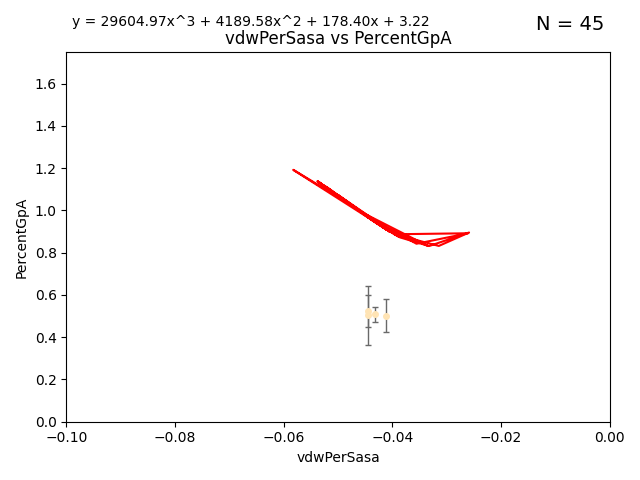 y = 29604.97x^3 + 4189.58x^2 + 178.40x + 3.22
N = 45
vdwPerSasa vs PercentGpA
1.6
1.4
1.2
1.0
0.8
0.6
0.4
0.2
0.0
PercentGpA
−0.10 −0.08 −0.06 −0.04 −0.02 0.00
vdwPerSasa